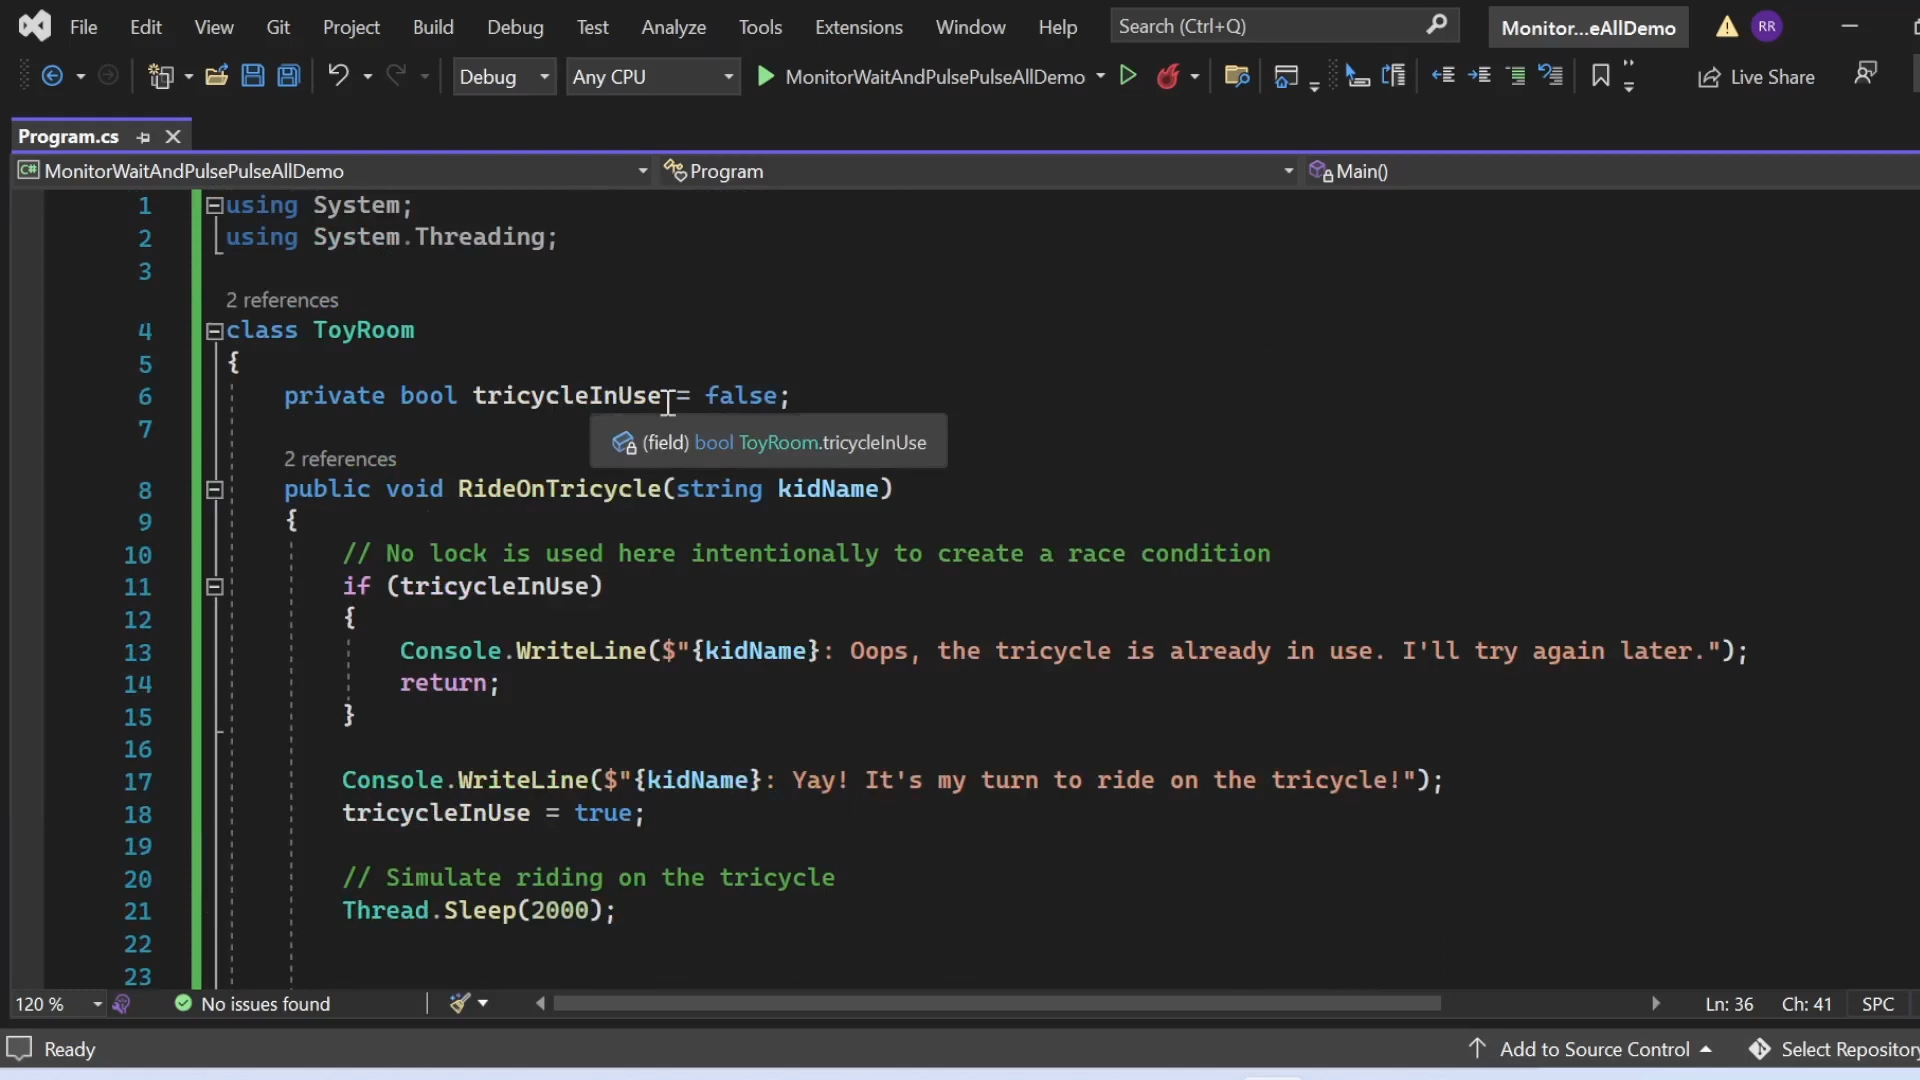 File Edit View Git Project Build Debug Test Analyze Tools Extensions Window Help Search (Ctrl+Q) Monitor...eAllDemo RR
Debug Any CPU MonitorWaitAndPulsePulseAllDemo Live Share
Program.cs
C# MonitorWaitAndPulsePulseAllDemo Program Main()
1 using System;
2 using System.Threading;
3
2 references
4 class ToyRoom
5 {
6 private bool tricycleInUse = false;
7
(field) bool ToyRoom.tricycleInUse
2 references
8 public void RideOnTricycle(string kidName)
9 {
10 // No lock is used here intentionally to create a race condition
11 if (tricycleInUse)
12 {
13 Console.WriteLine($"{kidName}: Oops, the tricycle is already in use. I'll try again later.");
14 return;
15 }
16
17 Console.WriteLine($"{kidName}: Yay! It's my turn to ride on the tricycle!");
18 tricycleInUse = true;
19
20 // Simulate riding on the tricycle
21 Thread.Sleep(2000);
22
23
120 % No issues found Ln: 36 Ch: 41 SPC
Ready Add to Source Control Select Repository